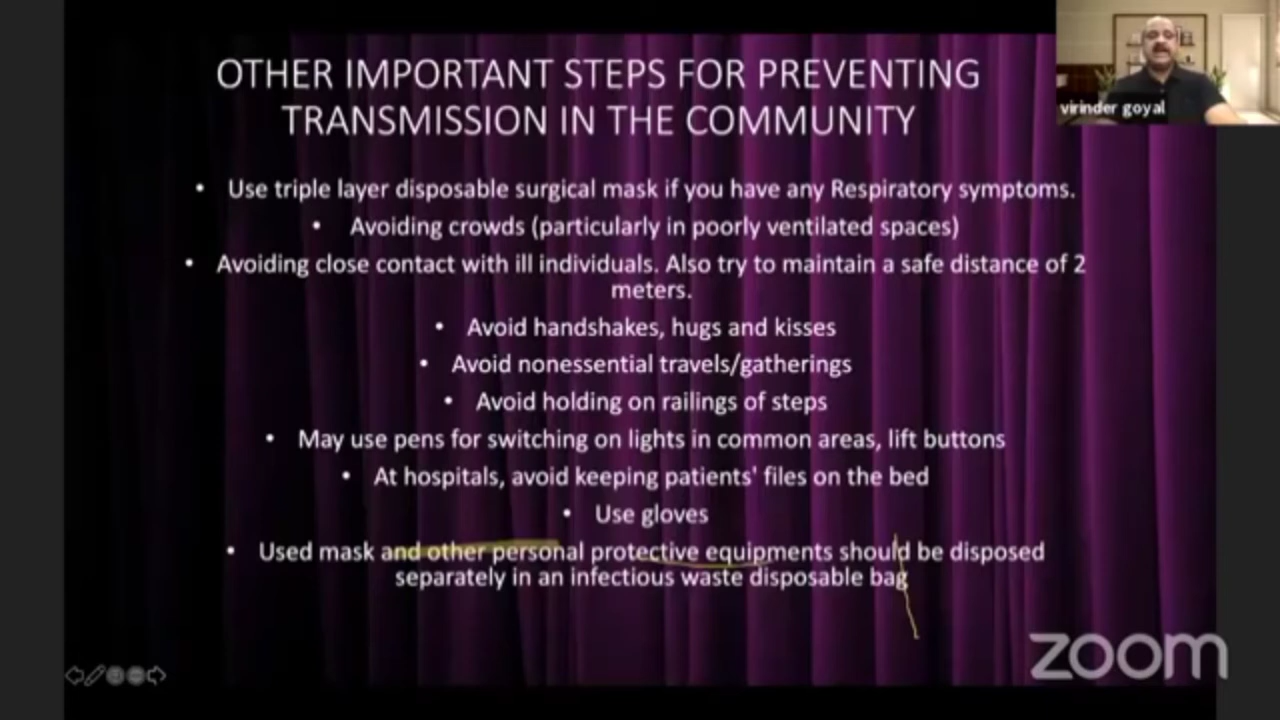 OTHER IMPORTANT STEPS FOR PREVENTING
TRANSMISSION IN THE COMMUNITY
virinder goyal
• Use triple layer disposable surgical mask if you have any Respiratory symptoms.
• Avoiding crowds (particularly in poorly ventilated spaces)
• Avoiding close contact with ill individuals. Also try to maintain a safe distance of 2
meters.
• Avoid handshakes, hugs and kisses
• Avoid nonessential travels/gatherings
• Avoid holding on railings of steps
• May use pens for switching on lights in common areas, lift buttons
• At hospitals, avoid keeping patients' files on the bed
• Use gloves
• Used mask and other personal protective equipments should be disposed
separately in an infectious waste disposable bag
zoom